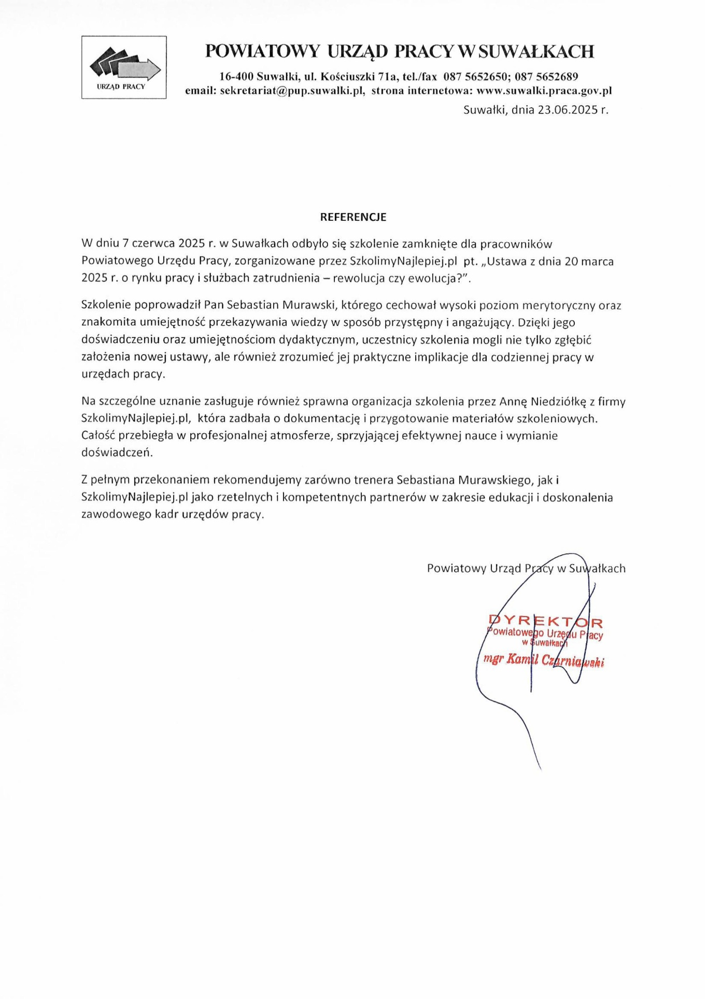 URZĄD PRACY
POWIATOWY URZĄD PRACY W SUWAŁKACH
16-400 Suwałki, ul. Kościuszki 71a, tel./fax 087 5652650; 087 5652689
email: sekretariat@pup.suwalki.pl, strona internetowa: www.suwalki.praca.gov.pl
Suwałki, dnia 23.06.2025 r.
REFERENCJE
W dniu 7 czerwca 2025 r. w Suwałkach odbyło się szkolenie zamknięte dla pracowników
Powiatowego Urzędu Pracy, zorganizowane przez SzkolimyNajlepiej.pl pt. „Ustawa z dnia 20 marca
2025 r. o rynku pracy i służbach zatrudnienia – rewolucja czy ewolucja?”.
Szkolenie poprowadził Pan Sebastian Murawski, którego cechował wysoki poziom merytoryczny oraz
znakomita umiejętność przekazywania wiedzy w sposób przystępny i angażujący. Dzięki jego
doświadczeniu oraz umiejętnościom dydaktycznym, uczestnicy szkolenia mogli nie tylko zgłębić
założenia nowej ustawy, ale również zrozumieć jej praktyczne implikacje dla codziennej pracy w
urzędach pracy.
Na szczególne uznanie zasługuje również sprawna organizacja szkolenia przez Annę Niedziółkę z firmy
SzkolimyNajlepiej.pl, która zadbała o dokumentację i przygotowanie materiałów szkoleniowych.
Całość przebiegła w profesjonalnej atmosferze, sprzyjającej efektywnej nauce i wymianie
doświadczeń.
Z pełnym przekonaniem rekomendujemy zarówno trenera Sebastiana Murawskiego, jak i
SzkolimyNajlepiej.pl jako rzetelnych i kompetentnych partnerów w zakresie edukacji i doskonalenia
zawodowego kadr urzędów pracy.
Powiatowy Urząd Pracy w Suwałkach
DYREKTOR
Powiatowego Urzędu Pracy
w Suwałkach
mgr Kamil Czarniawski